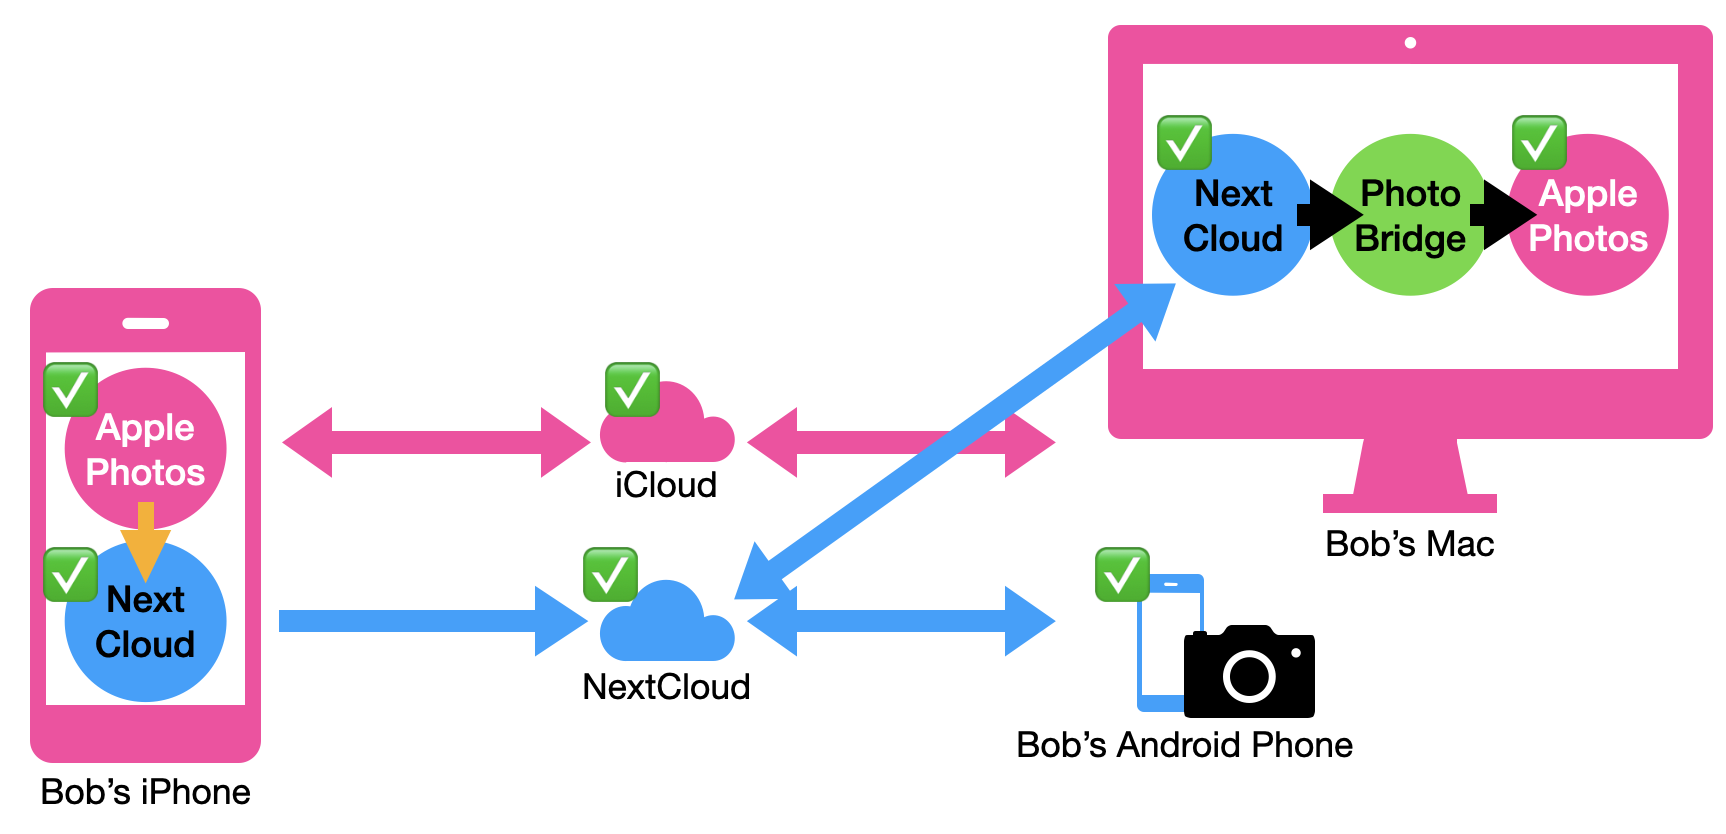 Next
Cloud
Photo
Bridge
Apple
Photos
Apple
Photos
Next
Cloud
iCloud
NextCloud
Bob’s Mac
Bob’s Android Phone
Bob’s iPhone